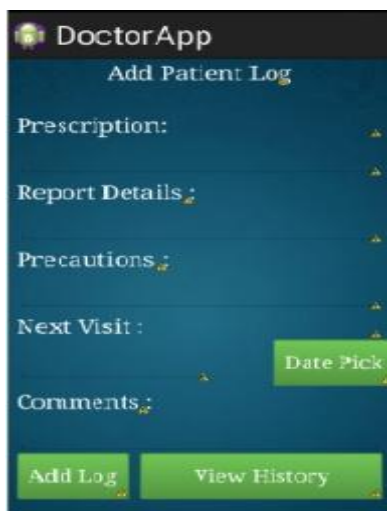 DoctorApp
Add Patient Log
Prescription:
Report Details :
Precautions :
Next Visit :
Date Pick
Comments :
Add Log View History